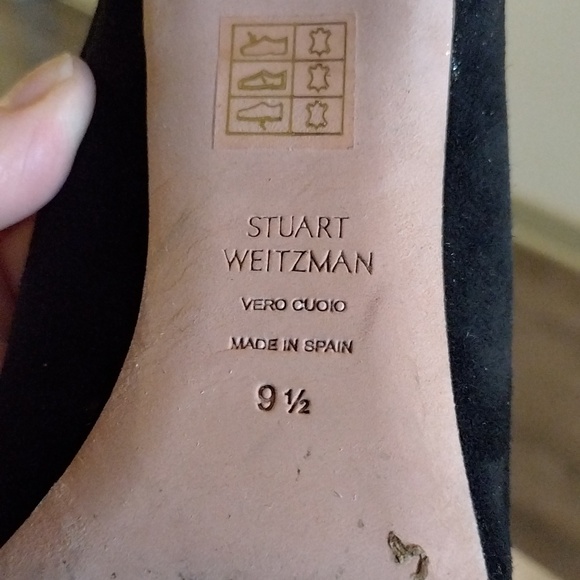 STUART
WEITZMAN
VERO CUOIO
MADE IN SPAIN
9 ½